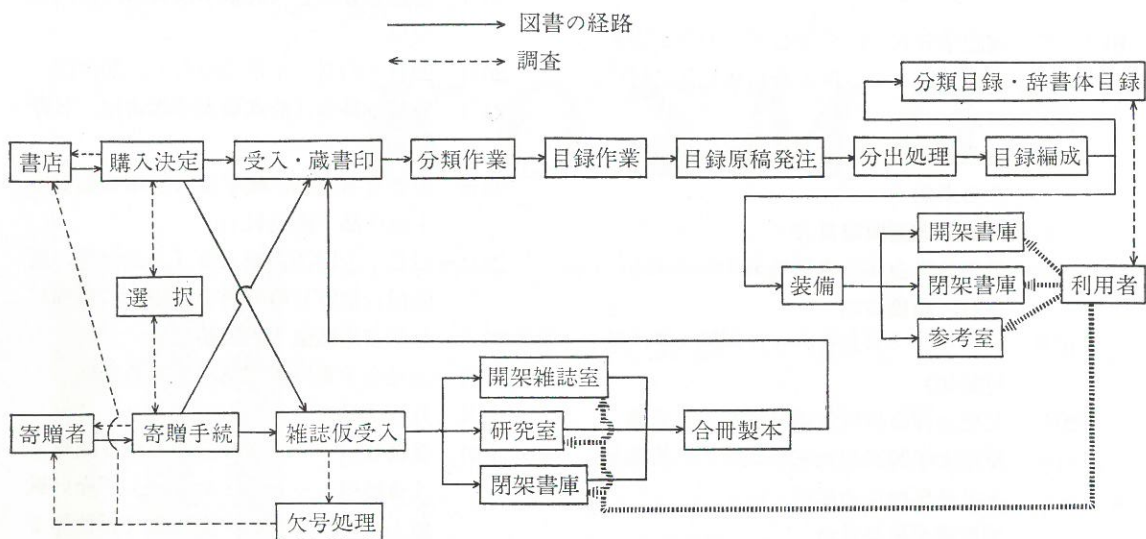 図書の経路
調査
分類目録・辞書体目録
書店
購入決定
受入・蔵書印
分類作業
目録作業
目録原稿発注
分出処理
目録編成
開架書庫
選択
装備
閉架書庫
利用者
参考室
開架雑誌室
寄贈者
寄贈手続
雑誌仮受入
研究室
合冊製本
閉架書庫
欠号処理